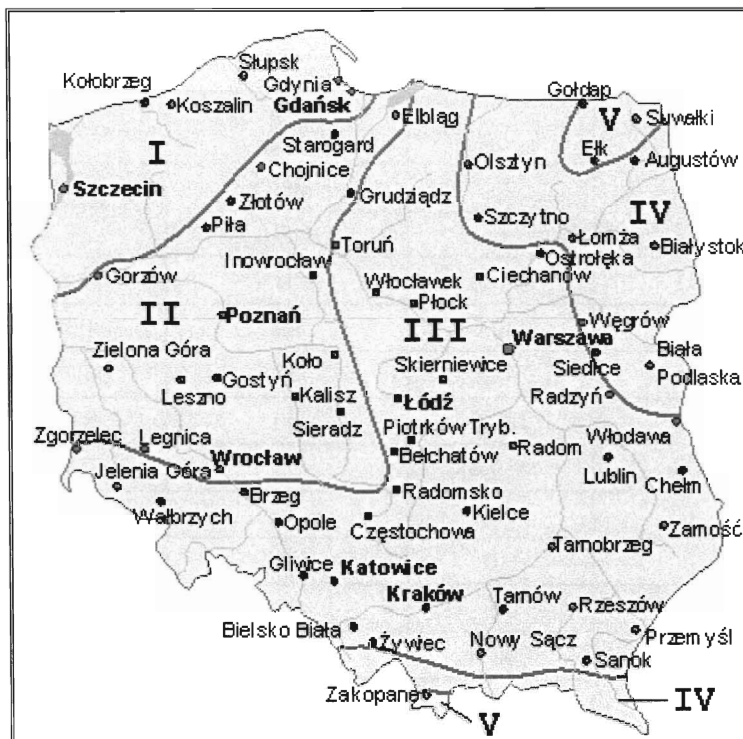 Słupsk
Kołobrzeg
Gdynia
Koszalin
Gdańsk
Gołdap
V
Suwałki
Elbląg
Starogard
I
Chojnice
Olsztyn
Ełk
Augustów
Szczecin
Złotów
Grudziądz
IV
Szczytno
Piła
Łomża
Toruń
Białystok
Ostrołęka
Inowrocław
Gorzów
Ciechanów
Włocławek
Płock
II
Poznań
III
Węgrów
Warszawa
Zielona Góra
Koło
Skierniewice
Siedlce
Biała
Podlaska
Gostyń
Leszno
Kalisz
Łódź
Radzyń
Sieradz
Piotrków Tryb.
Zgorzelec
Legnica
Włodawa
Radom
Bełchatów
Wrocław
Lublin
Chełm
Jelenia Góra
Brzeg
Radomsko
Wałbrzych
Opole
Kielce
Częstochowa
Zamość
Tarnobrzeg
Gliwice
Katowice
Kraków
Tarnów
Rzeszów
Bielsko Biała
Żywiec
Nowy Sącz
Przemyśl
Sanok
Zakopane
IV
V